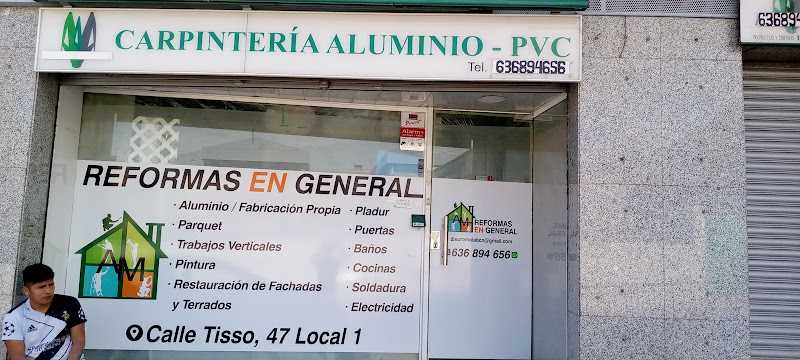 CARPINTERÍA ALUMINIO - PVC
Tel. 636894656
REFORMAS EN GENERAL
· Aluminio / Fabricación Propia
· Parquet
· Trabajos Verticales
· Pintura
· Restauración de Fachadas
y Terrados
· Pladur
· Puertas
· Baños
· Cocinas
· Soldadura
· Electricidad
AM
Calle Tisso, 47 Local 1
REFORMAS
EN GENERAL
636 894 656
636894656